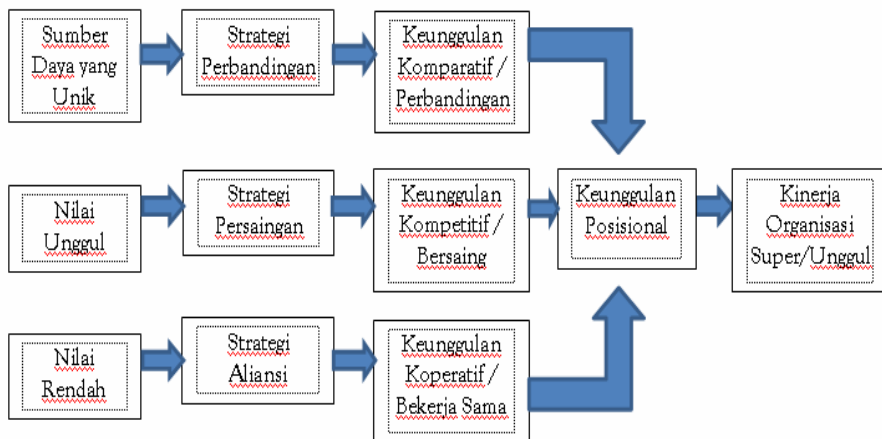 Sumber
Daya yang
Unik
Strategi
Perbandingan
Keunggulan
Komparatif /
Perbandingan
Nilai
Unggul
Strategi
Persaingan
Keunggulan
Kompetitif /
Bersaing
Keunggulan
Posisional
Kinerja
Organisasi
Super/Unggul
Nilai
Rendah
Strategi
Aliansi
Keunggulan
Koperatif /
Bekerja Sama